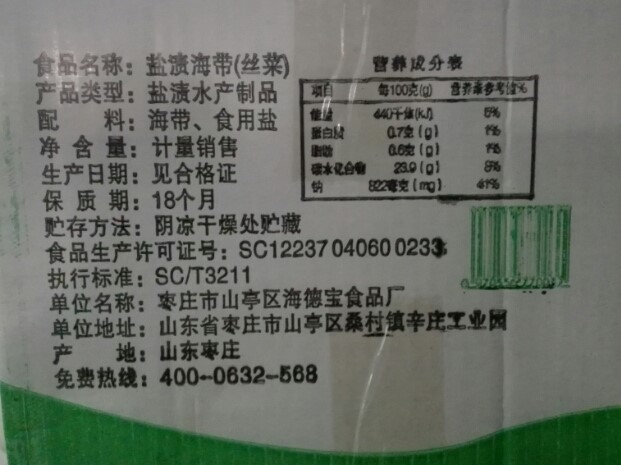 食品名称：盐渍海带(丝菜)
产品类型：盐渍水产制品
配 料：海带、食用盐
净 含 量：计量销售
生产日期：见合格证
保 质 期：18个月
贮存方法：阴凉干燥处贮藏
食品生产许可证号：SC12237040600233
执行标准：SC/T3211
单位名称：枣庄市山亭区海德宝食品厂
单位地址：山东省枣庄市山亭区桑村镇辛庄工业园
产 地：山东枣庄
免费热线：400-0632-568
营养成分表
项目 每100克(g) 营养素参考值%
能量 440千焦(kJ) 5%
蛋白质 0.7克(g) 1%
脂肪 0.6克(g) 1%
碳水化合物 23.9(g) 8%
钠 822毫克(mg) 41%